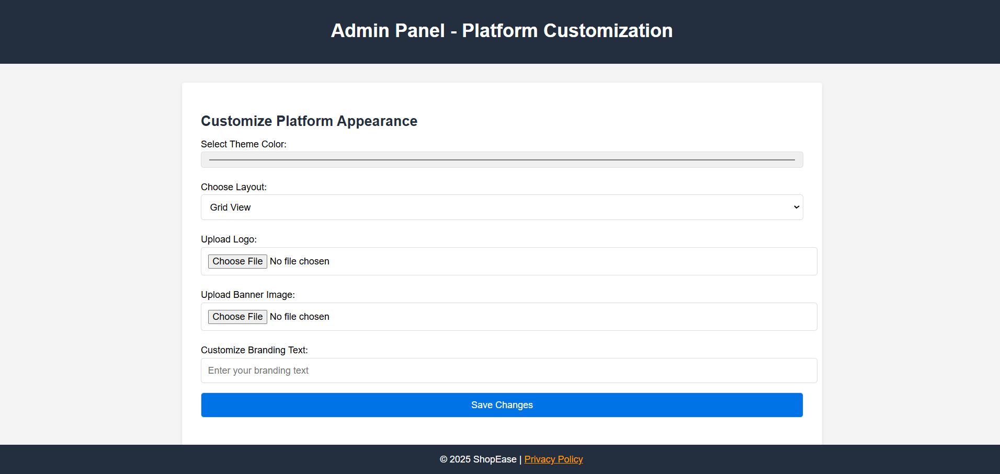 Admin Panel - Platform Customization
Customize Platform Appearance
Select Theme Color:
Choose Layout:
Grid View
Upload Logo:
Choose File No file chosen
Upload Banner Image:
Choose File No file chosen
Customize Branding Text:
Enter your branding text
Save Changes
© 2025 ShopEase | Privacy Policy